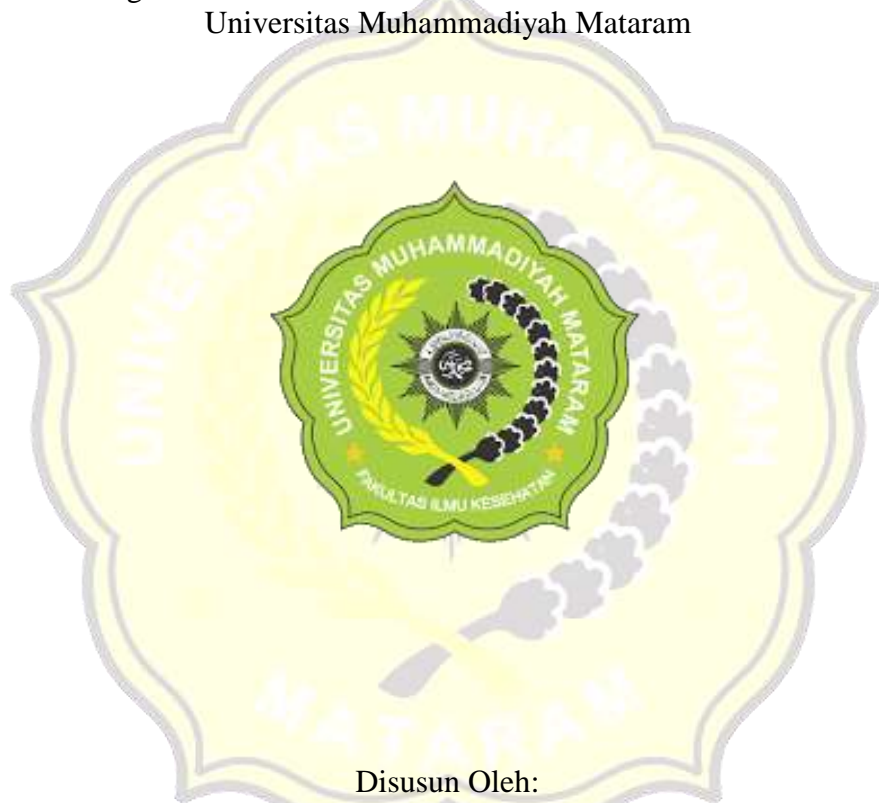 Universitas Muhammadiyah Mataram
UNIVERSITAS MUHAMMADIYAH MATARAM
FAKULTAS ILMU KESEHATAN
UNIVERSITAS MUHAMMADIYAH
MATARAM
Disusun Oleh: